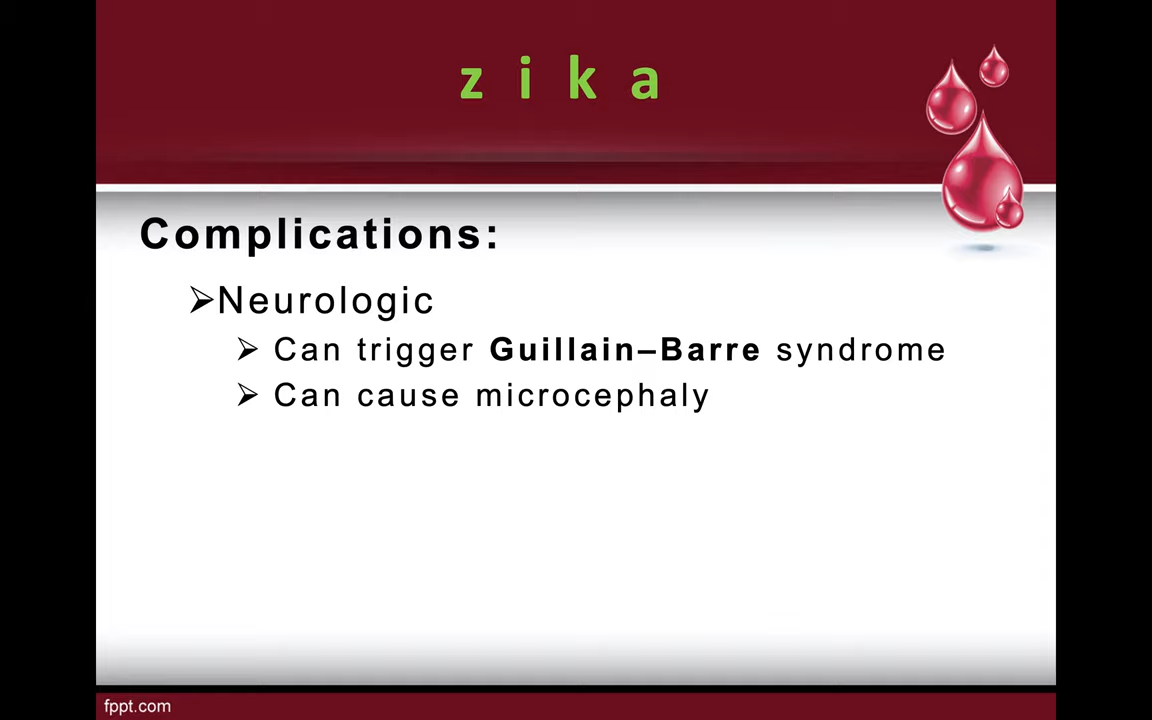 z i k a
Complications:
➢Neurologic
➢ Can trigger Guillain–Barre syndrome
➢ Can cause microcephaly
fppt.com